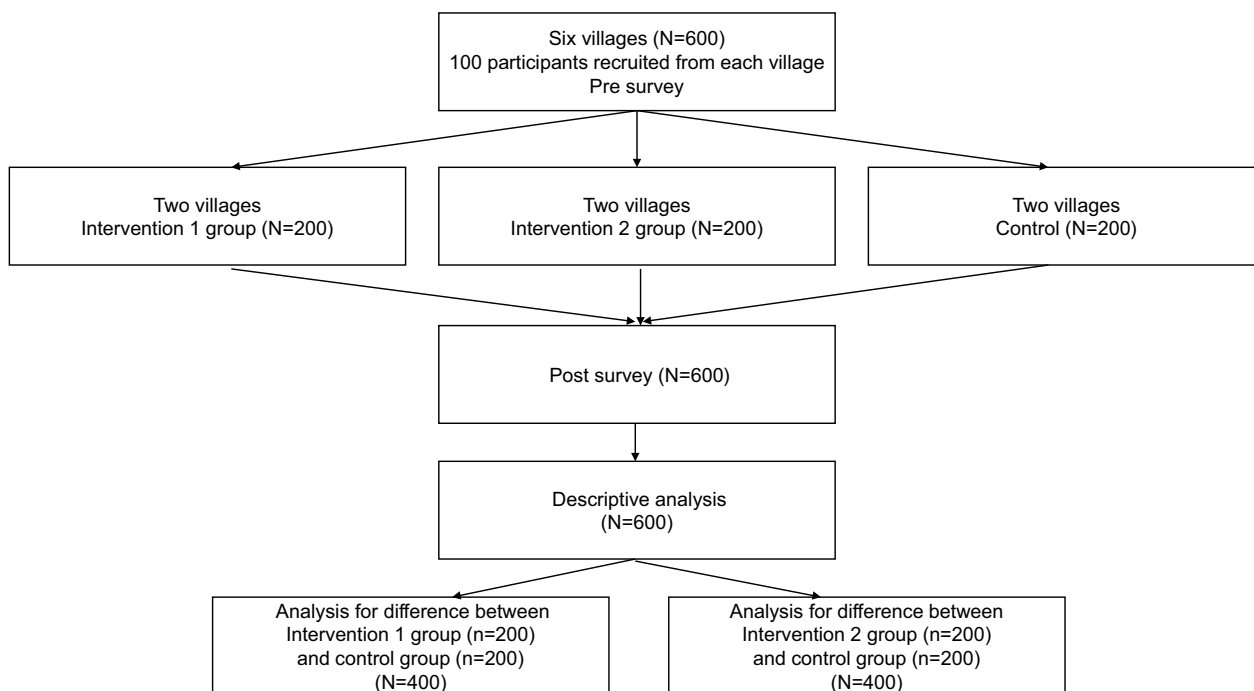 Six villages (N=600)
100 participants recruited from each village
Pre survey
Two villages
Intervention 1 group (N=200)
Two villages
Intervention 2 group (N=200)
Two villages
Control (N=200)
Post survey (N=600)
Descriptive analysis
(N=600)
Analysis for difference between
Intervention 1 group (n=200)
and control group (n=200)
(N=400)
Analysis for difference between
Intervention 2 group (n=200)
and control group (n=200)
(N=400)